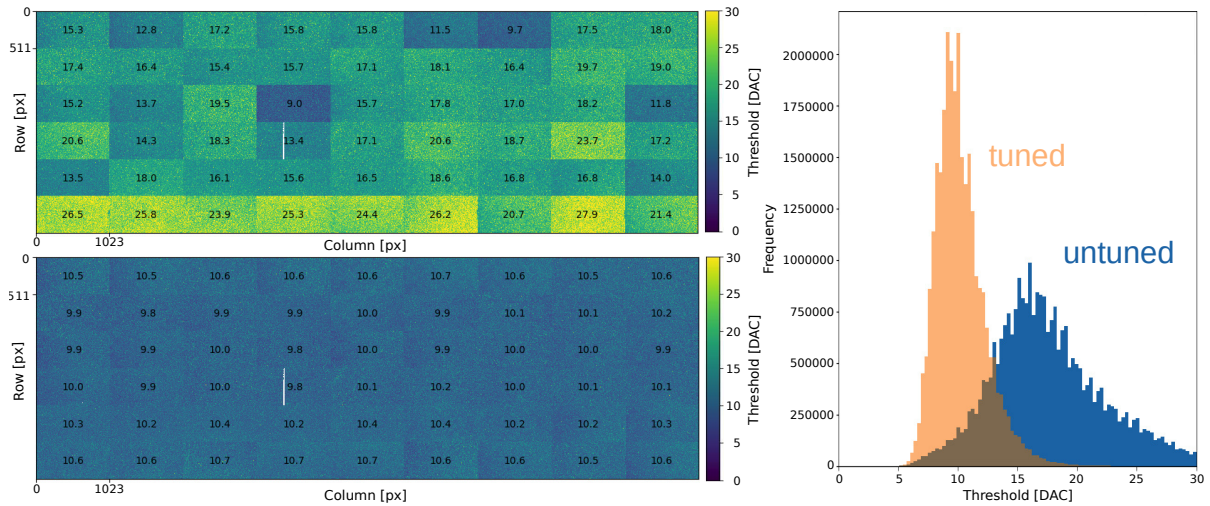 0
511
Row [px]
15.3 12.8 17.2 15.8 15.8 11.5 9.7 17.5 18.0
17.4 16.4 15.4 15.7 17.1 18.1 16.4 19.7 19.0
15.2 13.7 19.5 9.0 15.7 17.8 17.0 18.2 11.8
20.6 14.3 18.3 13.4 17.1 20.6 18.7 23.7 17.2
13.5 18.0 16.1 15.6 16.5 18.6 16.8 16.8 14.0
26.5 25.8 23.9 25.3 24.4 26.2 20.7 27.9 21.4
0 1023
Column [px]
30
25
20
15
10
5
0
Threshold [DAC]
0
511
Row [px]
10.5 10.5 10.6 10.6 10.6 10.7 10.6 10.5 10.6
9.9 9.8 9.9 9.9 10.0 9.9 10.1 10.1 10.2
9.9 9.9 10.0 9.8 10.0 9.9 10.0 10.0 9.9
10.0 9.9 10.0 9.8 10.1 10.2 10.0 10.1 10.1
10.3 10.2 10.4 10.2 10.4 10.2 10.2 10.4 10.3
10.6 10.6 10.7 10.7 10.7 10.6 10.6 10.5 10.6
0 1023
Column [px]
30
25
20
15
10
5
0
Threshold [DAC]
2000000
1750000
1500000
1250000
1000000
750000
500000
250000
0
Frequency
tuned
untuned
0 5 10 15 20 25 30
Threshold [DAC]